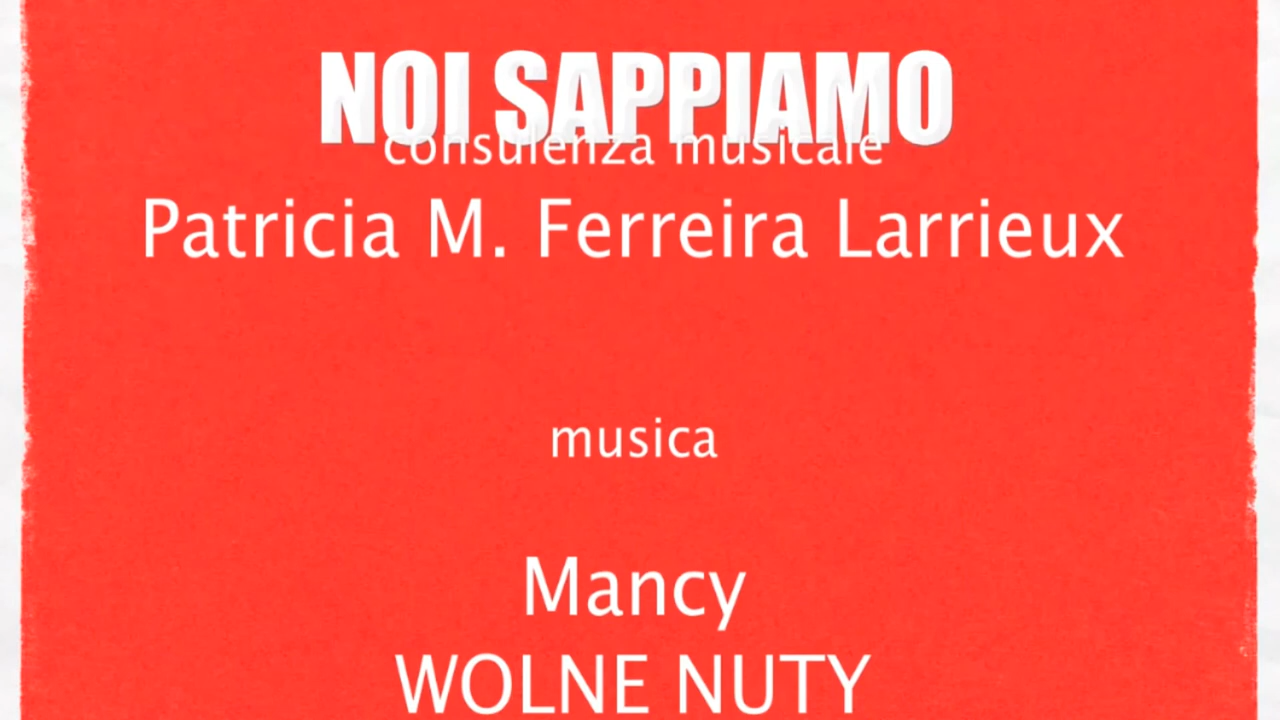 NOI SAPPIAMO
consulenza musicale
Patricia M. Ferreira Larrieux
musica
Mancy
WOLNE NUTY